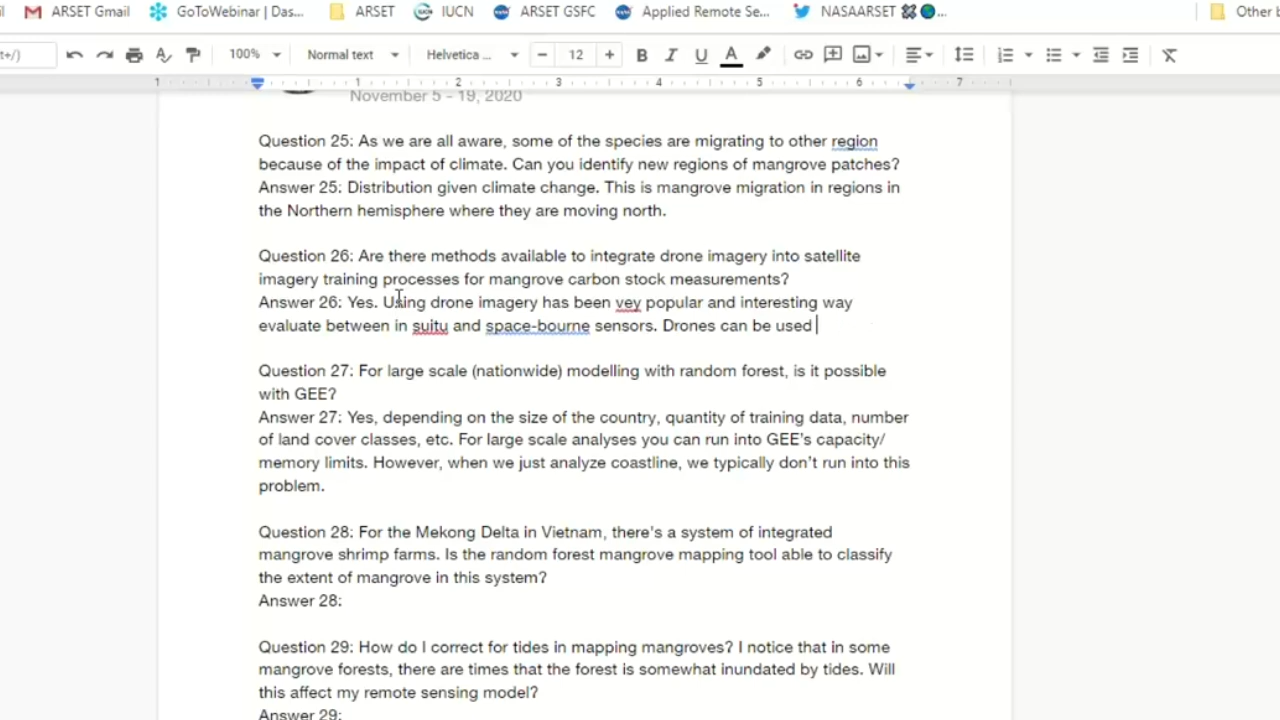 ARSET Gmail GoToWebinar | Das... ARSET IUCN ARSET GSFC Applied Remote Se... NASAARSET Other b
t+/) 100% Normal text Helvetica ... 12 B I U A
1 1 2 3 4 5 6 7
November 5 - 19, 2020
Question 25: As we are all aware, some of the species are migrating to other region
because of the impact of climate. Can you identify new regions of mangrove patches?
Answer 25: Distribution given climate change. This is mangrove migration in regions in
the Northern hemisphere where they are moving north.
Question 26: Are there methods available to integrate drone imagery into satellite
imagery training processes for mangrove carbon stock measurements?
Answer 26: Yes. Using drone imagery has been vey popular and interesting way
evaluate between in suitu and space-bourne sensors. Drones can be used
Question 27: For large scale (nationwide) modelling with random forest, is it possible
with GEE?
Answer 27: Yes, depending on the size of the country, quantity of training data, number
of land cover classes, etc. For large scale analyses you can run into GEE's capacity/
memory limits. However, when we just analyze coastline, we typically don't run into this
problem.
Question 28: For the Mekong Delta in Vietnam, there's a system of integrated
mangrove shrimp farms. Is the random forest mangrove mapping tool able to classify
the extent of mangrove in this system?
Answer 28:
Question 29: How do I correct for tides in mapping mangroves? I notice that in some
mangrove forests, there are times that the forest is somewhat inundated by tides. Will
this affect my remote sensing model?
Answer 29: